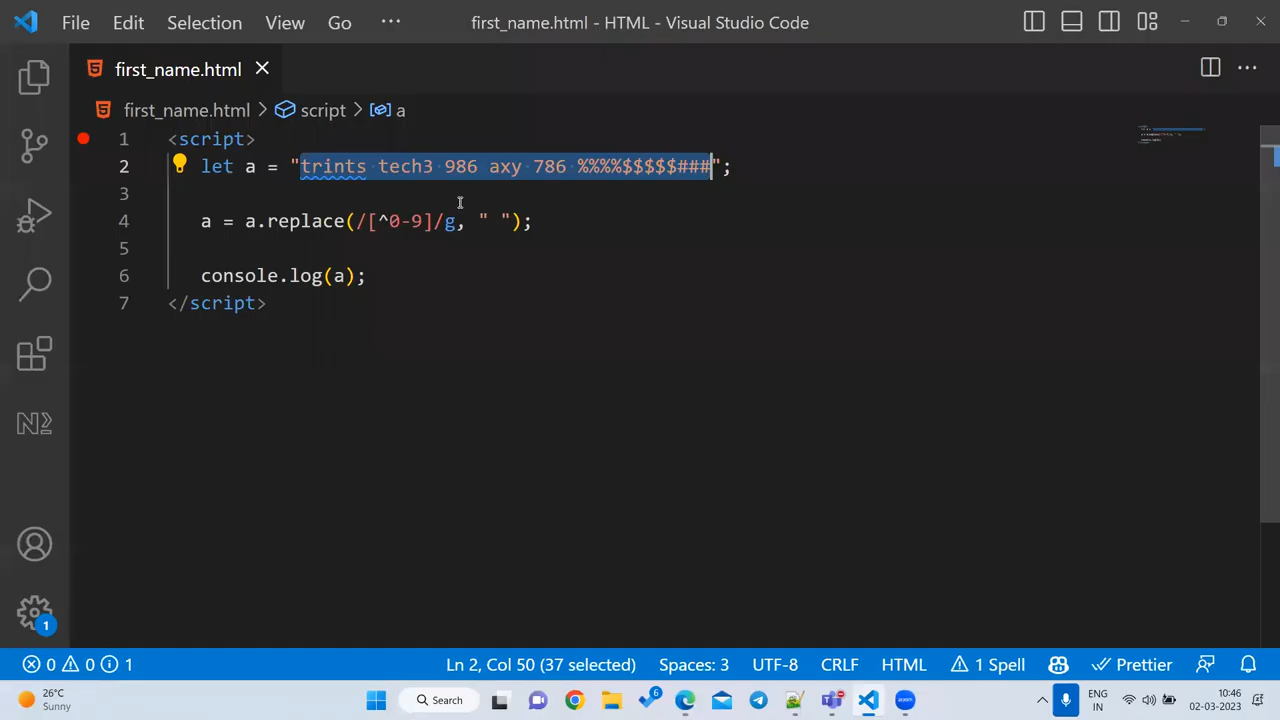 File Edit Selection View Go ··· first_name.html - HTML - Visual Studio Code
first_name.html
first_name.html > script > a
1 <script>
2 let a = "trints tech3 986 axy 786 %%%%$$$$$###";
3
4 a = a.replace(/[^0-9]/g, " ");
5
6 console.log(a);
7 </script>
N
1
0 0 1 Ln 2, Col 50 (37 selected) Spaces: 3 UTF-8 CRLF HTML 1 Spell Prettier
26°C
Sunny
Search
6
zoom
ENG
IN
10:46
02-03-2023